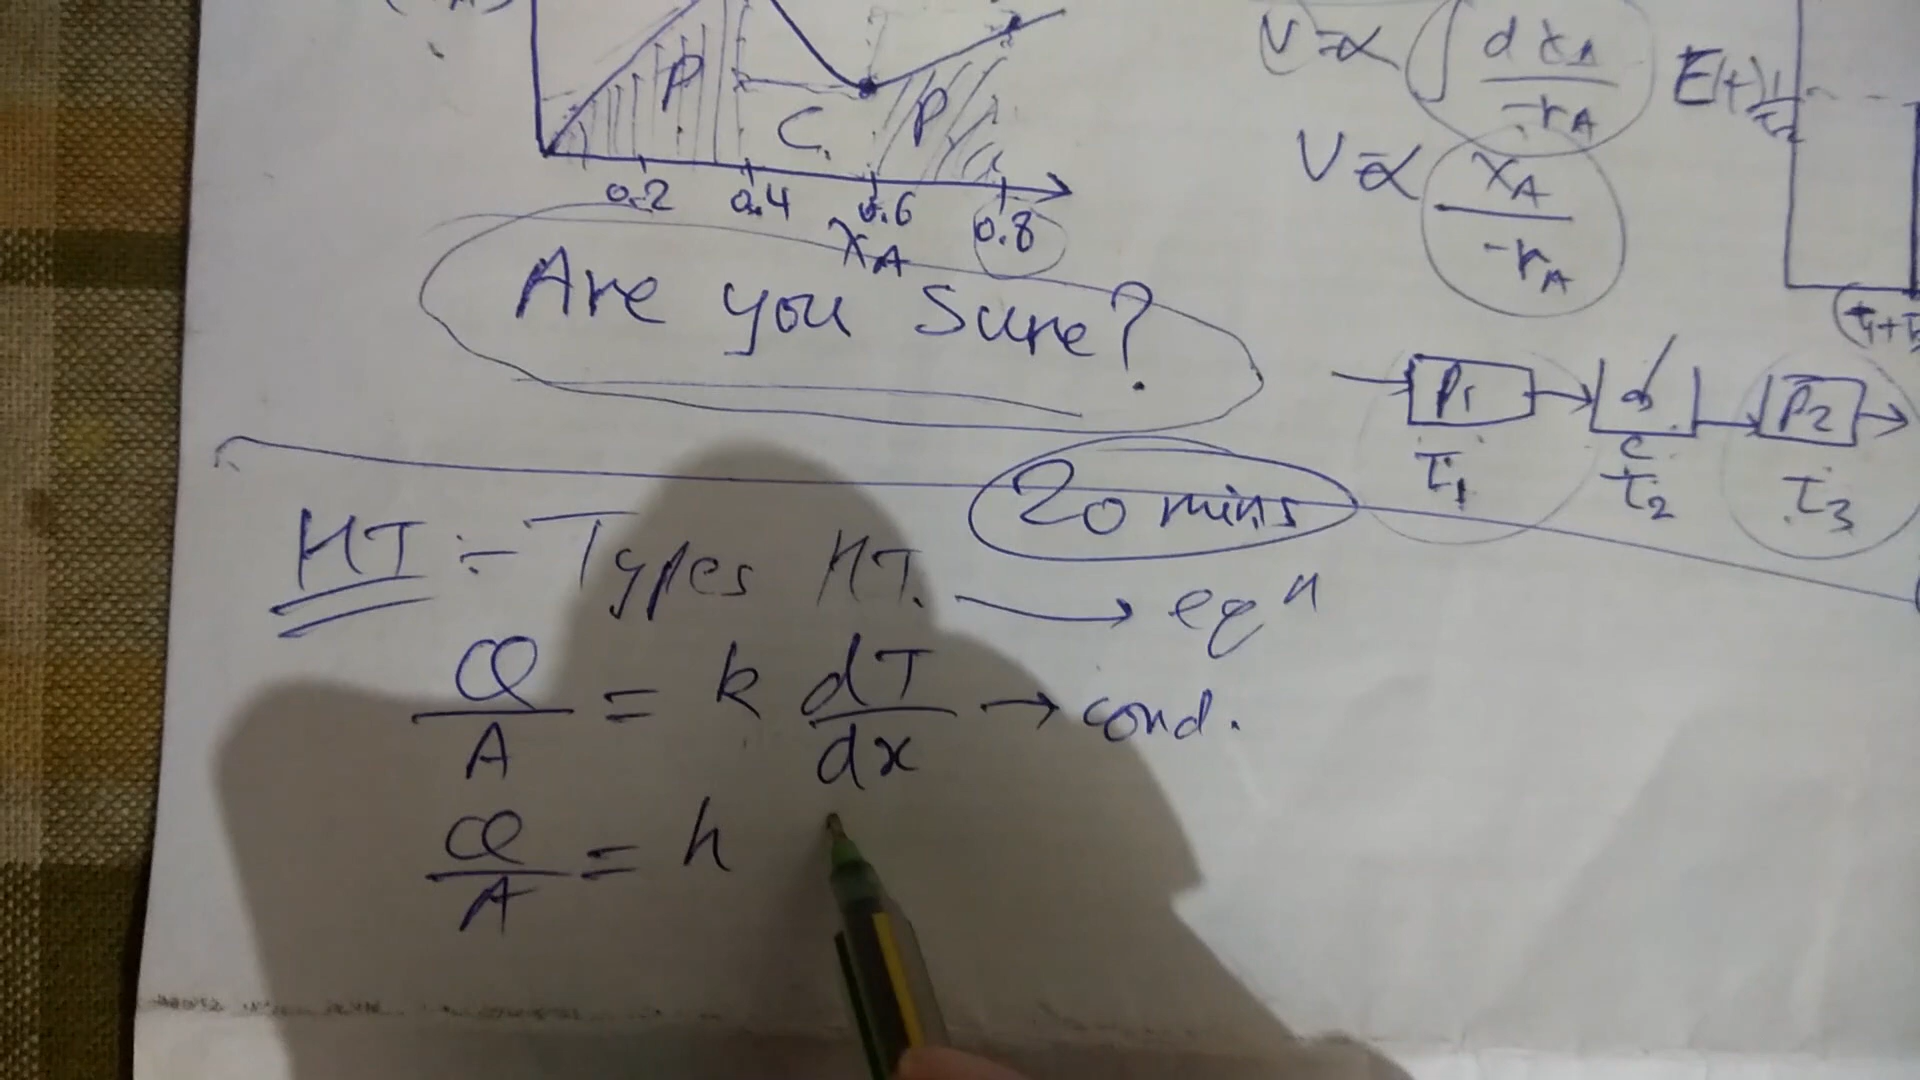 P
C.
P
0.2 0.4 0.6 0.8
XA
V = α ∫ dXA / -rA
V = α XA / -rA
E(t)
Are you sure?
P1 P2
τ1 τ2 τ3
20 mins
HT :- Types HT. → eqn
Q/A = k dT/dx → cond.
Q/A = h